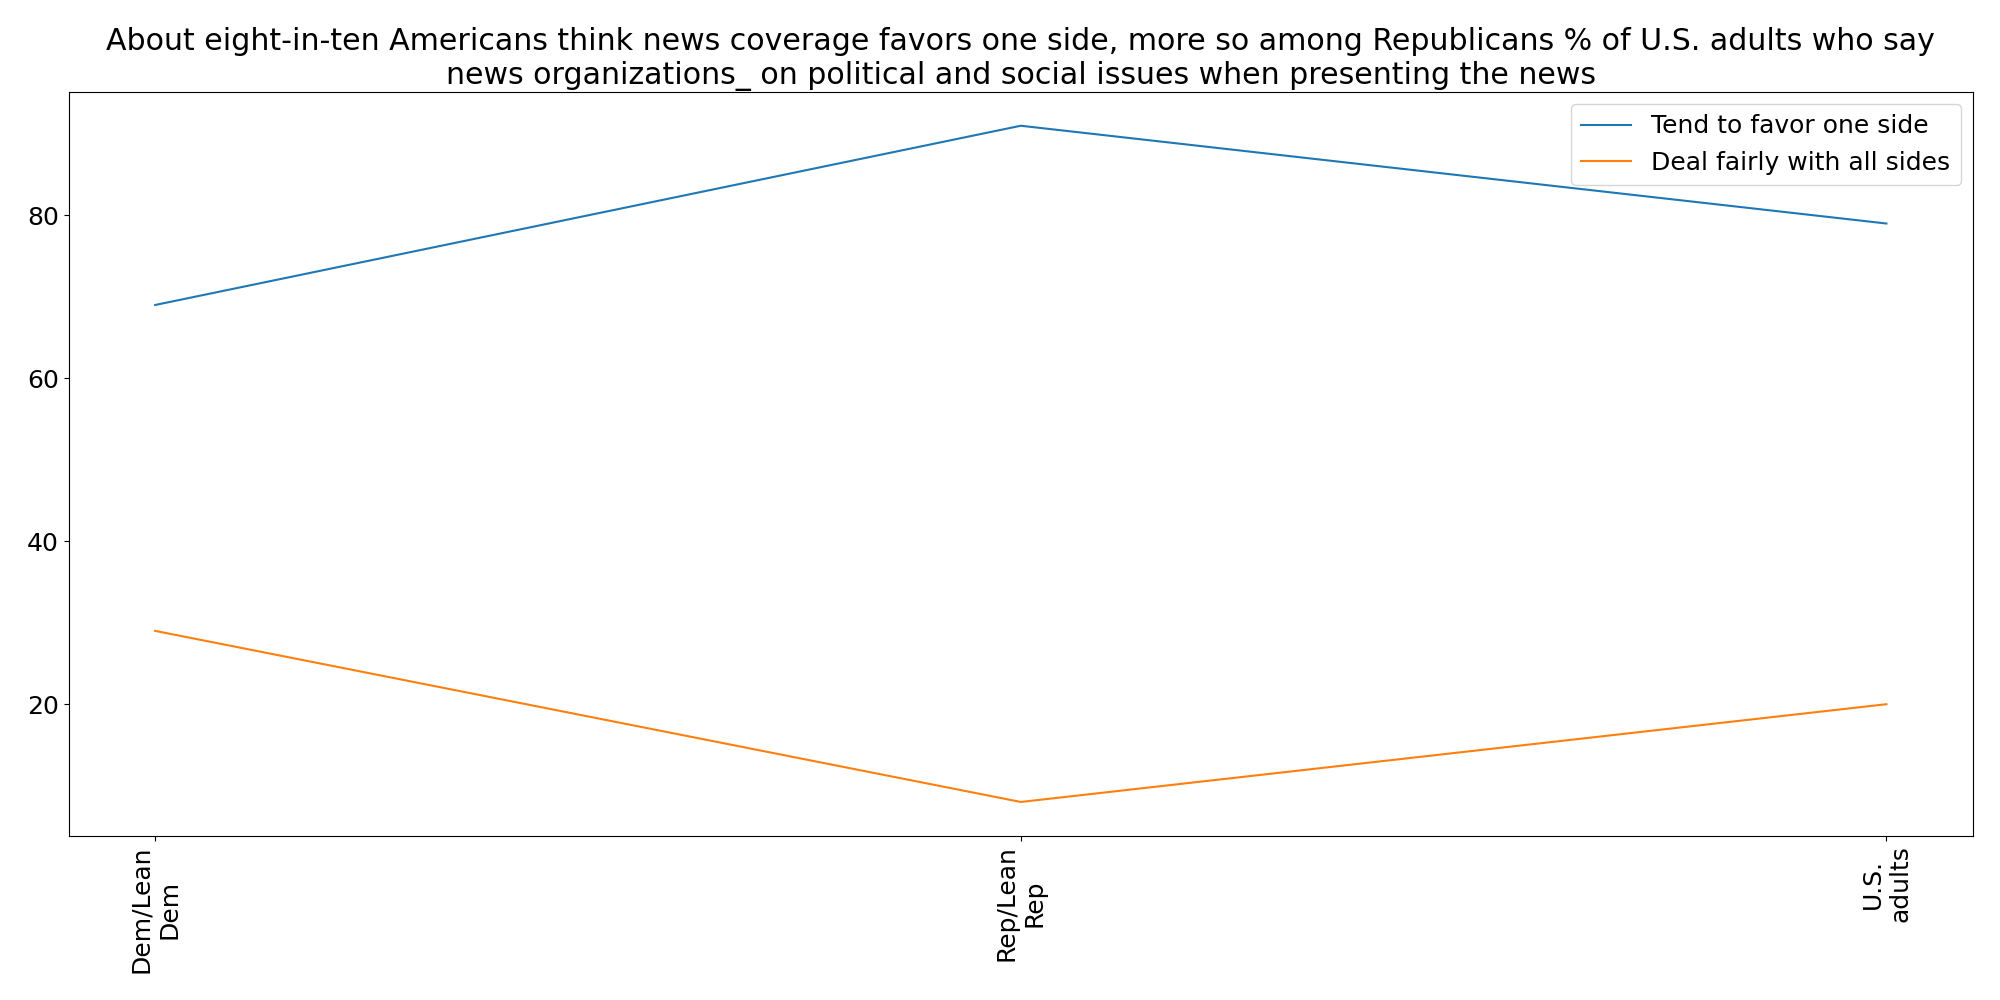 About eight-in-ten Americans think news coverage favors one side, more so among Republicans % of U.S. adults who say
news organizations_ on political and social issues when presenting the news
Tend to favor one side
Deal fairly with all sides
80
60
40
20
Dem/Lean
Dem
Rep/Lean
Rep
U.S.
adults